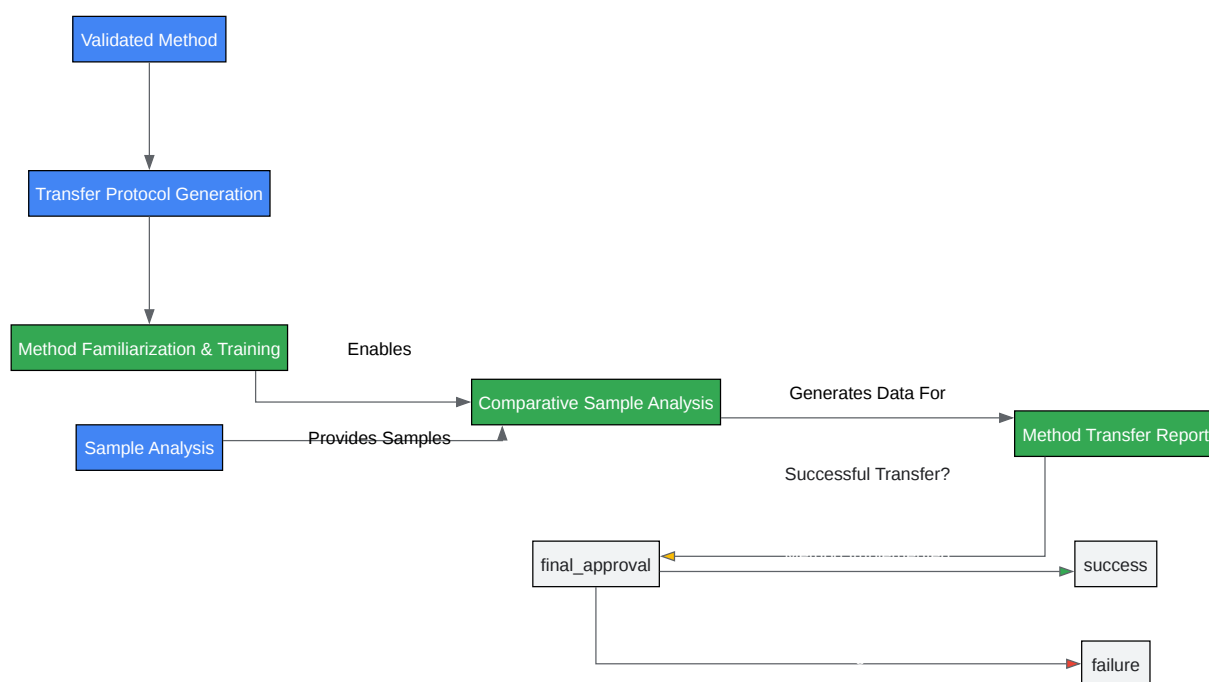 Validated Method
Transfer Protocol Generation
Method Familiarization & Training
Enables
Comparative Sample Analysis
Generates Data For
Method Transfer Report
Sample Analysis
Provides Samples
Successful Transfer?
final_approval
success
failure